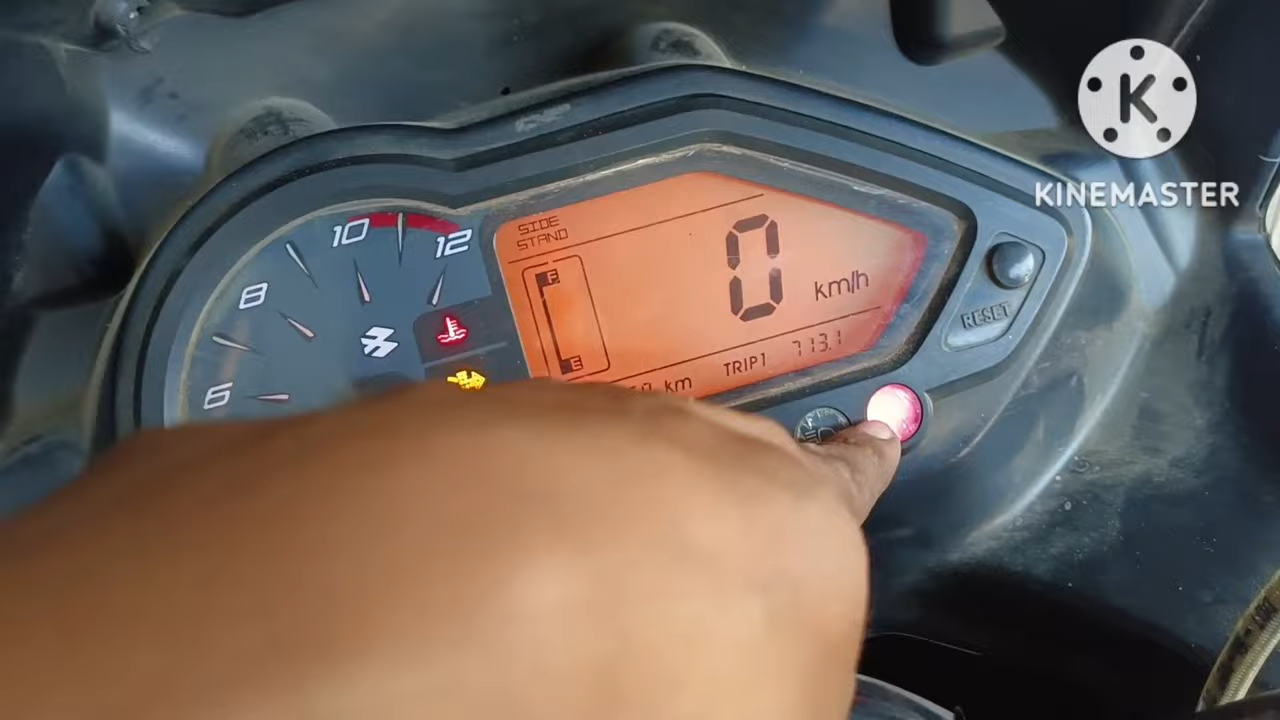 K
KINEMASTER
10
12
8
6
SIDE
STAND
F
E
0
km/h
km
TRIP1 713.1
RESET